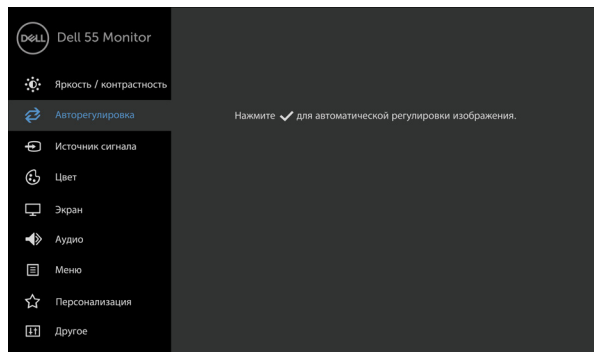 DELL Dell 55 Monitor
Яркость / контрастность
Авторегулировка
Нажмите для автоматической регулировки изображения.
Источник сигнала
Цвет
Экран
Аудио
Меню
Персонализация
Другое